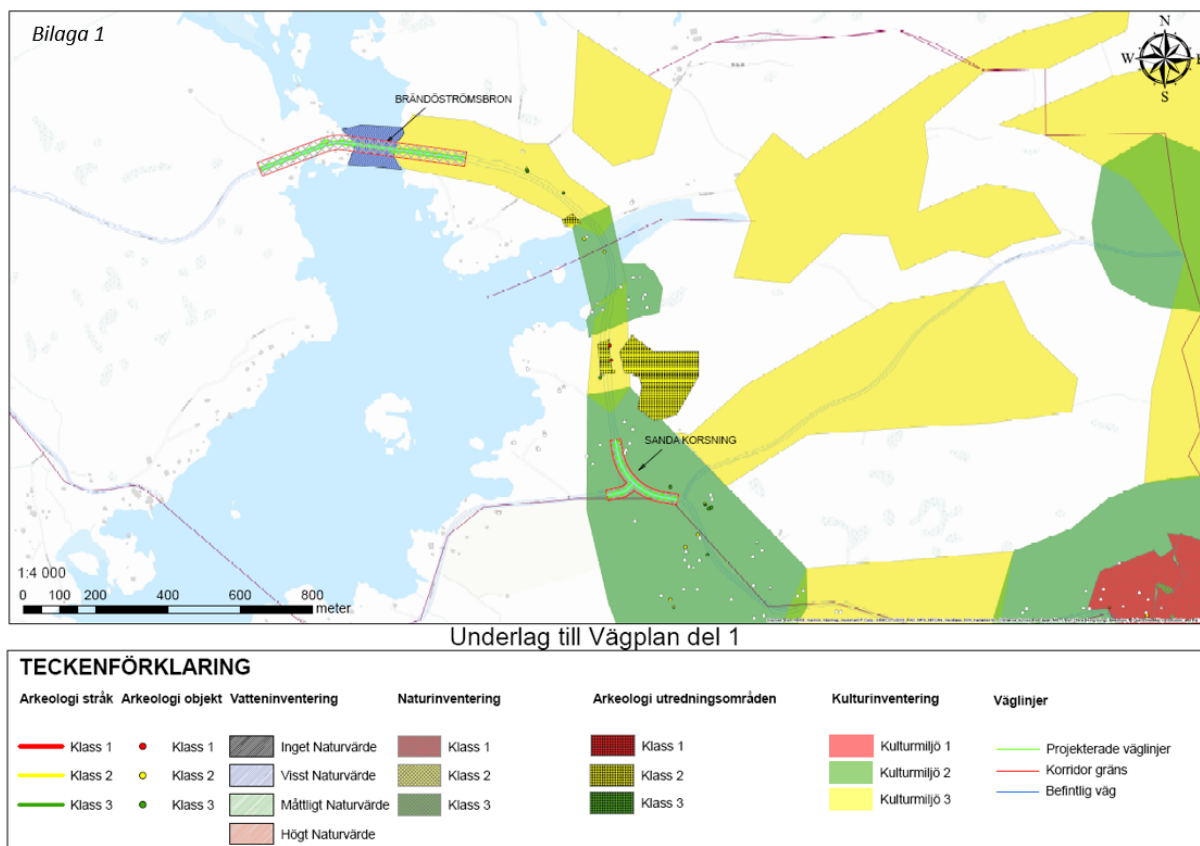 Bilaga 1
N
W
E
S
BRÄNDÖSTRÖMSBRON
SANDA KORSNING
1:4 000
0 100 200 400 600 800
meter
Underlag till Vägplan del 1
TECKENFÖRKLARING
Arkeologi stråk Arkeologi objekt Vatteninventering Naturinventering Arkeologi utredningsområden Kulturinventering Väglinjer
Klass 1 Klass 1 Inget Naturvärde Klass 1 Klass 1 Kulturmiljö 1 Projekterade väglinjer
Klass 2 Klass 2 Visst Naturvärde Klass 2 Klass 2 Kulturmiljö 2 Korridor gräns
Klass 3 Klass 3 Måttligt Naturvärde Klass 3 Klass 3 Kulturmiljö 3 Befintlig väg
Högt Naturvärde